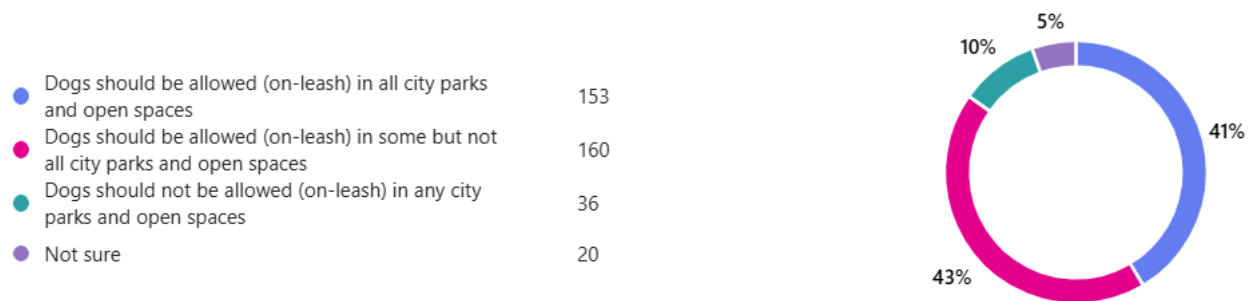 Dogs should be allowed (on-leash) in all city parks
and open spaces
153
Dogs should be allowed (on-leash) in some but not
all city parks and open spaces
160
Dogs should not be allowed (on-leash) in any city
parks and open spaces
36
Not sure
20
5%
10%
41%
43%